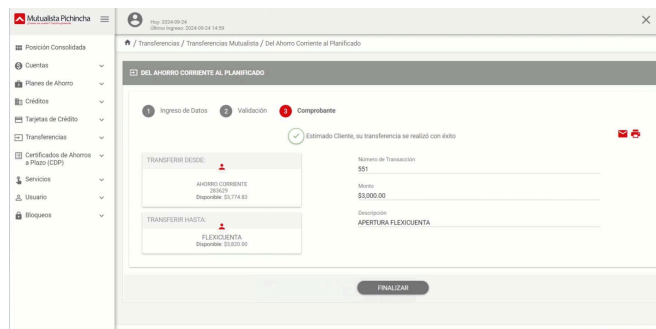 Mutualista Pichincha
Hoy: 2024-09-24
Último Ingreso: 2024-09-24 14:59
/ Transferencias / Transferencias Mutualista / Del Ahorro Corriente al Planificado
Posición Consolidada
Cuentas
Planes de Ahorro
Créditos
Tarjetas de Crédito
Transferencias
Certificados de Ahorros
a Plazo (CDP)
Servicios
Usuario
Bloqueos
DEL AHORRO CORRIENTE AL PLANIFICADO
1 Ingreso de Datos 2 Validación 3 Comprobante
Estimado Cliente, su transferencia se realizó con éxito
TRANSFERIR DESDE:
AHORRO CORRIENTE
283629
Disponible: $3,774.83
TRANSFERIR HASTA:
FLEXICUENTA
Disponible: $3,820.00
Número de Transacción
551
Monto
$3,000.00
Descripción
APERTURA FLEXICUENTA
FINALIZAR